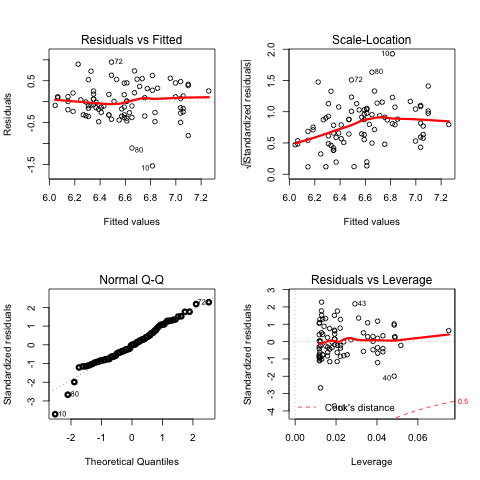 Residuals vs Fitted
Residuals
0.5
-0.5
-1.5
72
80
10
6.0 6.2 6.4 6.6 6.8 7.0 7.2
Fitted values
Scale-Location
√|Standardized residuals|
2.0
1.5
1.0
0.5
0.0
10
80
72
6.0 6.2 6.4 6.6 6.8 7.0 7.2
Fitted values
Normal Q-Q
Standardized residuals
2
1
0
-1
-2
-3
72
80
10
-2 -1 0 1 2
Theoretical Quantiles
Residuals vs Leverage
Standardized residuals
3
2
1
0
-1
-2
-3
-4
43
40
0.5
Cook's distance
0.00 0.02 0.04 0.06
Leverage